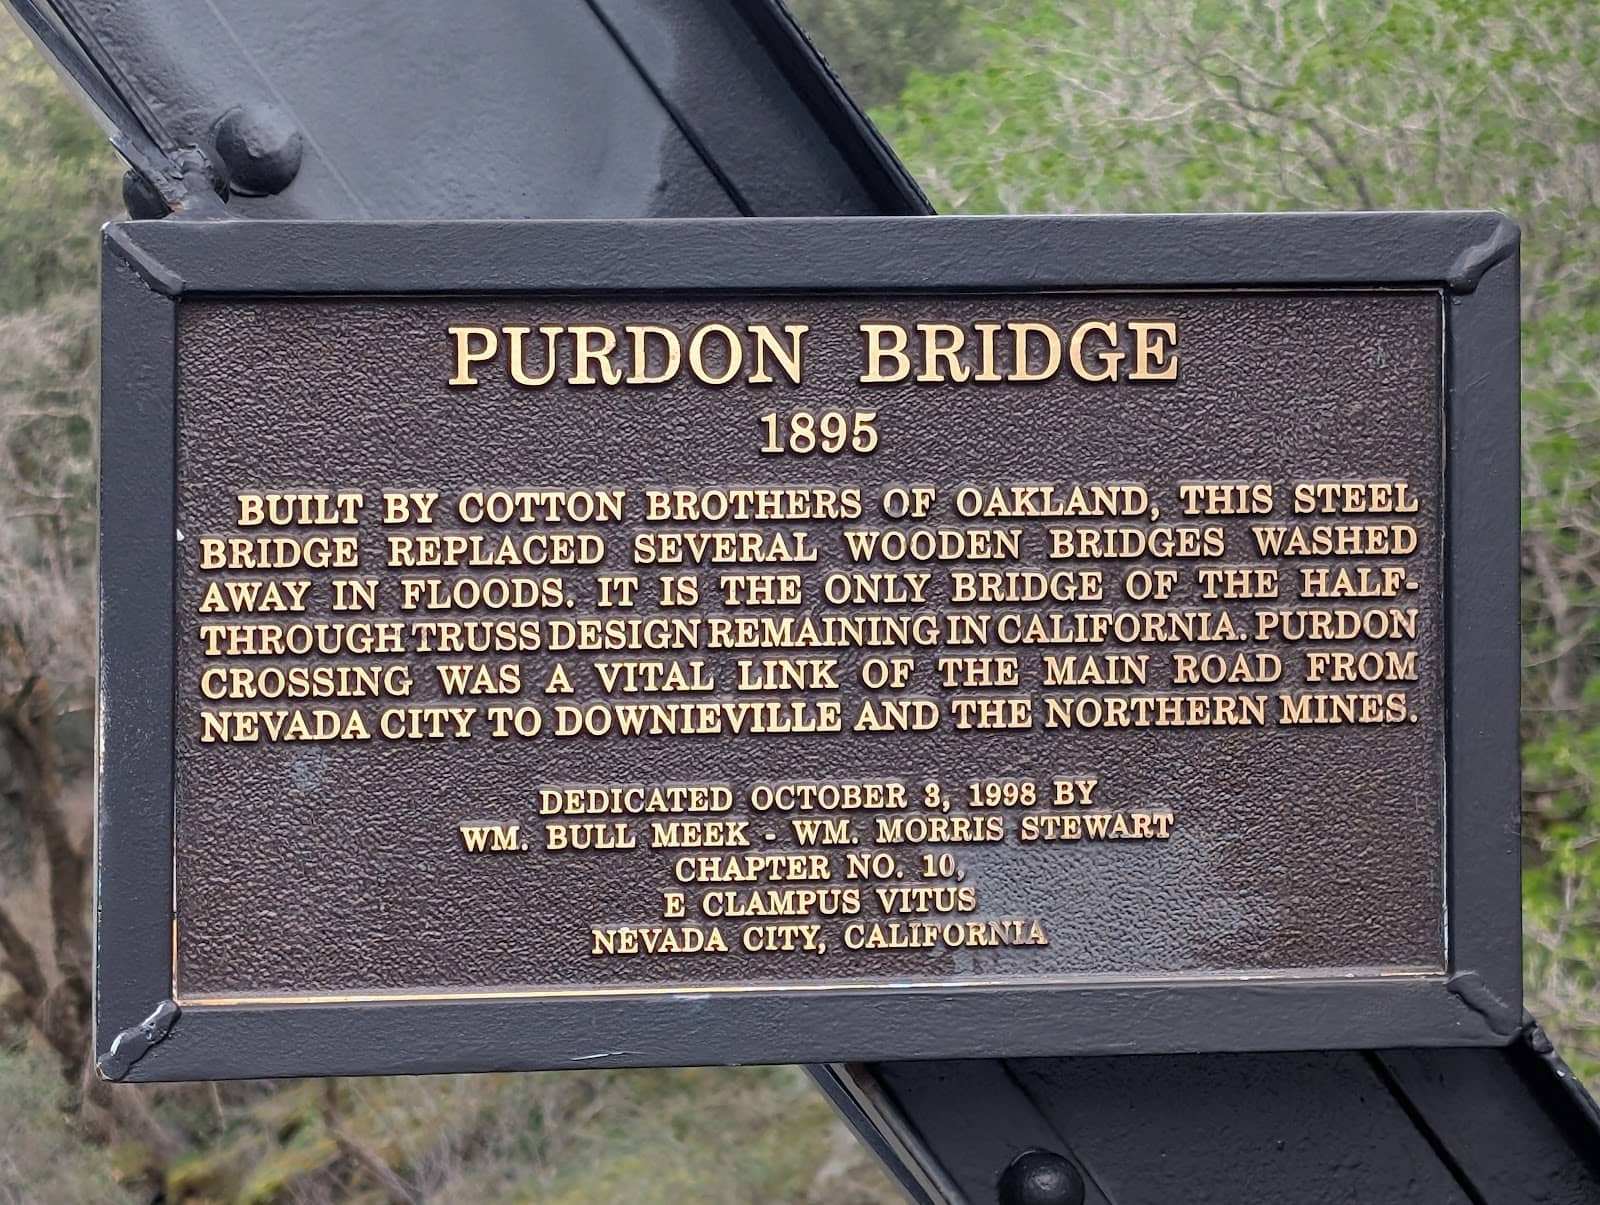 PURDON BRIDGE
1895
BUILT BY COTTON BROTHERS OF OAKLAND, THIS STEEL
BRIDGE REPLACED SEVERAL WOODEN BRIDGES WASHED
AWAY IN FLOODS. IT IS THE ONLY BRIDGE OF THE HALF-
THROUGH TRUSS DESIGN REMAINING IN CALIFORNIA. PURDON
CROSSING WAS A VITAL LINK OF THE MAIN ROAD FROM
NEVADA CITY TO DOWNIEVILLE AND THE NORTHERN MINES.
DEDICATED OCTOBER 3, 1998 BY
WM. BULL MEEK - WM. MORRIS STEWART
CHAPTER NO. 10,
E CLAMPUS VITUS
NEVADA CITY, CALIFORNIA